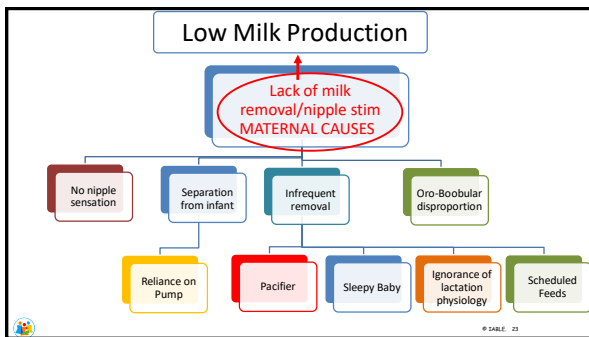 Low Milk Production
Lack of milk
removal/nipple stim
MATERNAL CAUSES
No nipple
sensation
Separation
from infant
Infrequent
removal
Oro-Boobular
disproportion
Reliance on
Pump
Pacifier
Sleepy Baby
Ignorance of
lactation
physiology
Scheduled
Feeds
© IABLE. 23